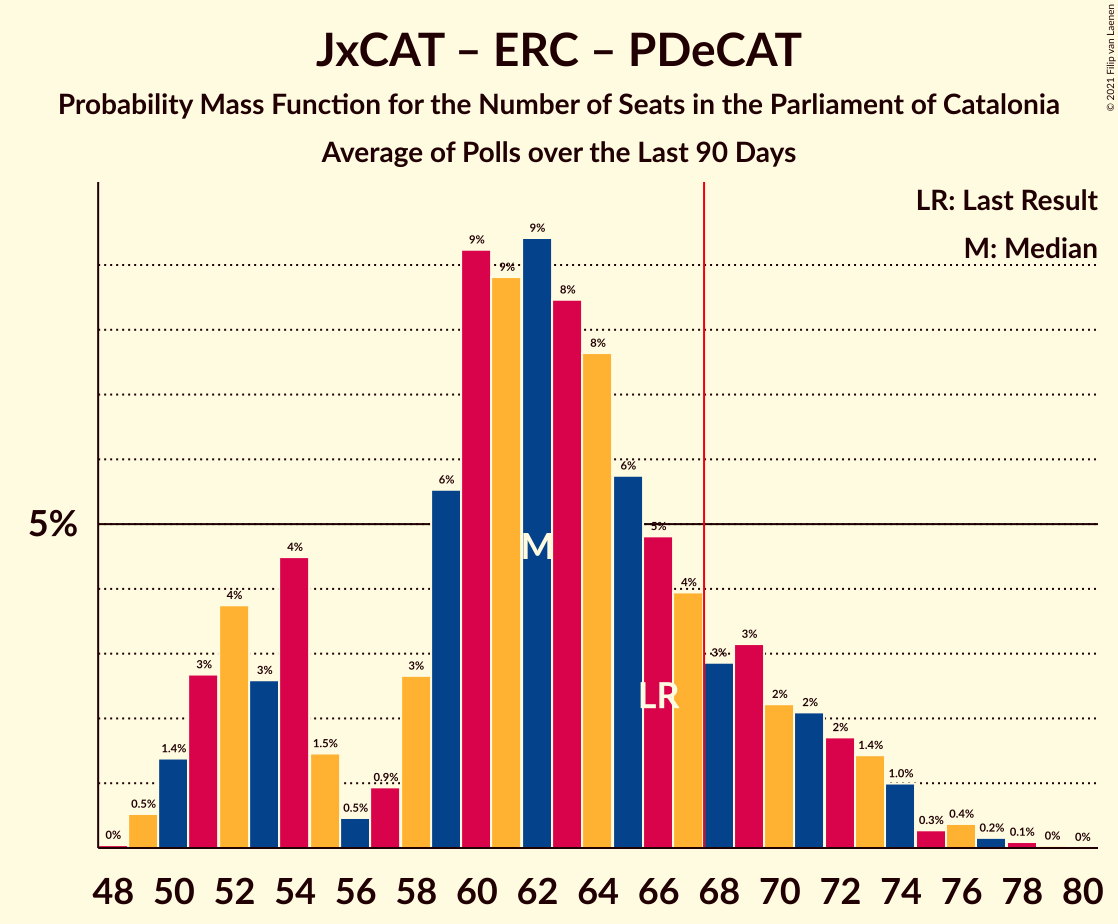 JxCAT – ERC – PDeCAT
Probability Mass Function for the Number of Seats in the Parliament of Catalonia
Average of Polls over the Last 90 Days
© 2021 Filip van Laenen
LR: Last Result
M: Median
5%
0% 0.5% 1.4% 3% 4% 3% 4% 1.5% 0.5% 0.9% 3% 6% 9% 9% 9% 8% 8% 6% 5% 4% 3% 3% 2% 2% 2% 1.4% 1.0% 0.3% 0.4% 0.2% 0.1% 0% 0%
M
LR
48 50 52 54 56 58 60 62 64 66 68 70 72 74 76 78 80